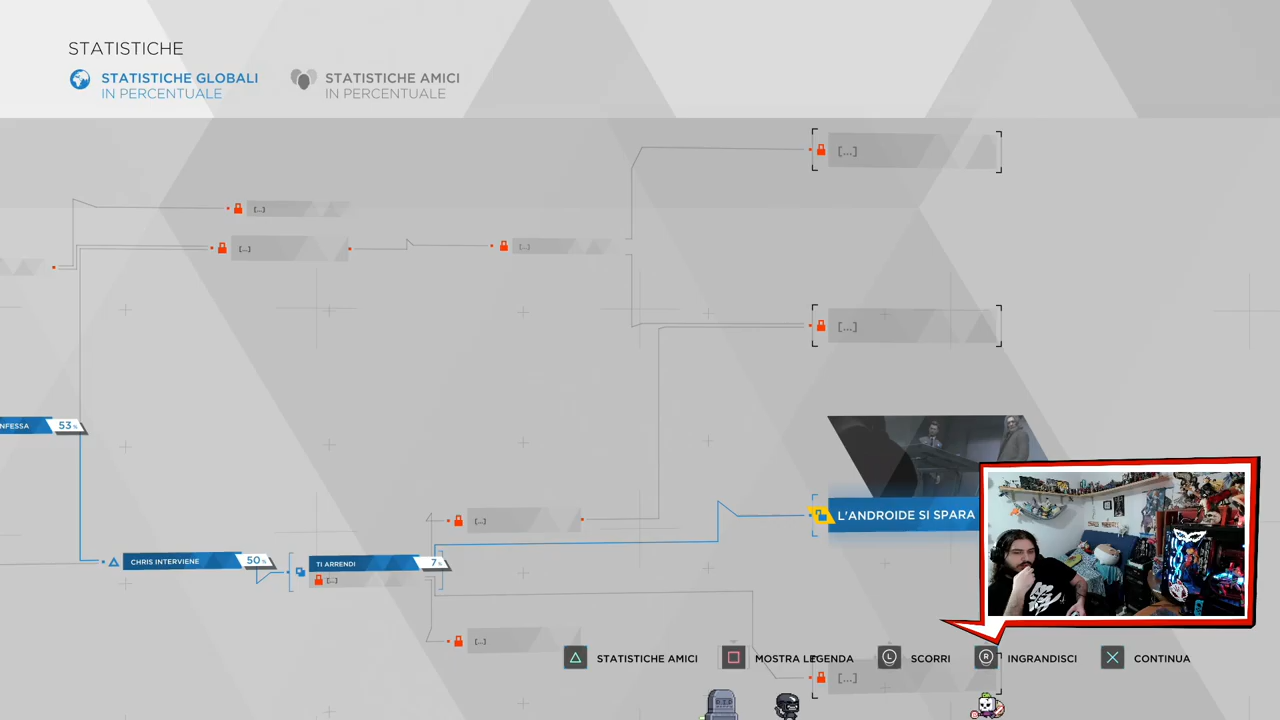 STATISTICHE
STATISTICHE GLOBALI
IN PERCENTUALE
STATISTICHE AMICI
IN PERCENTUALE
[...]
[...]
[...]
[...]
[...]
NFESSA 53%
[...]
L'ANDROIDE SI SPARA
CHRIS INTERVIENE 50%
TI ARRENDI 7%
[...]
[...]
[...]
STATISTICHE AMICI
MOSTRA LEGENDA
L SCORRI
R INGRANDISCI
CONTINUA